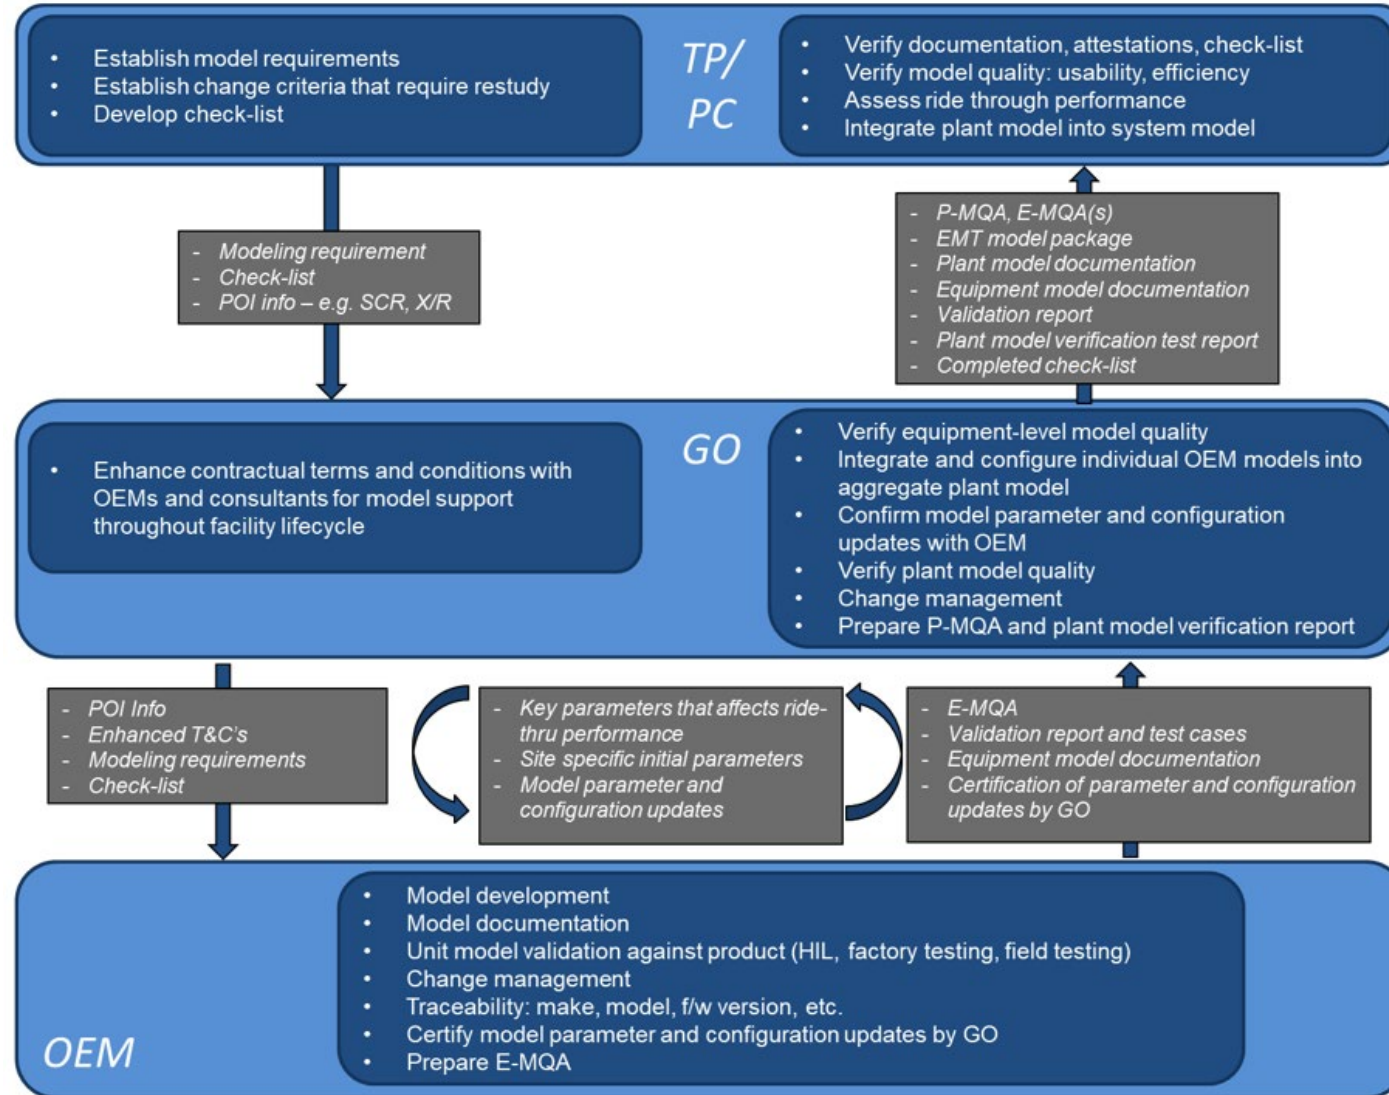 • Establish model requirements
• Establish change criteria that require restudy
• Develop check-list
TP/
PC
• Verify documentation, attestations, check-list
• Verify model quality: usability, efficiency
• Assess ride through performance
• Integrate plant model into system model
- Modeling requirement
- Check-list
- POI info – e.g. SCR, X/R
- P-MQA, E-MQA(s)
- EMT model package
- Plant model documentation
- Equipment model documentation
- Validation report
- Plant model verification test report
- Completed check-list
• Enhance contractual terms and conditions with
OEMs and consultants for model support
throughout facility lifecycle
GO
• Verify equipment-level model quality
• Integrate and configure individual OEM models into
aggregate plant model
• Confirm model parameter and configuration
updates with OEM
• Verify plant model quality
• Change management
• Prepare P-MQA and plant model verification report
- POI Info
- Enhanced T&C's
- Modeling requirements
- Check-list
- Key parameters that affects ride-
thru performance
- Site specific initial parameters
- Model parameter and
configuration updates
- E-MQA
- Validation report and test cases
- Equipment model documentation
- Certification of parameter and configuration
updates by GO
OEM
• Model development
• Model documentation
• Unit model validation against product (HIL, factory testing, field testing)
• Change management
• Traceability: make, model, f/w version, etc.
• Certify model parameter and configuration updates by GO
• Prepare E-MQA